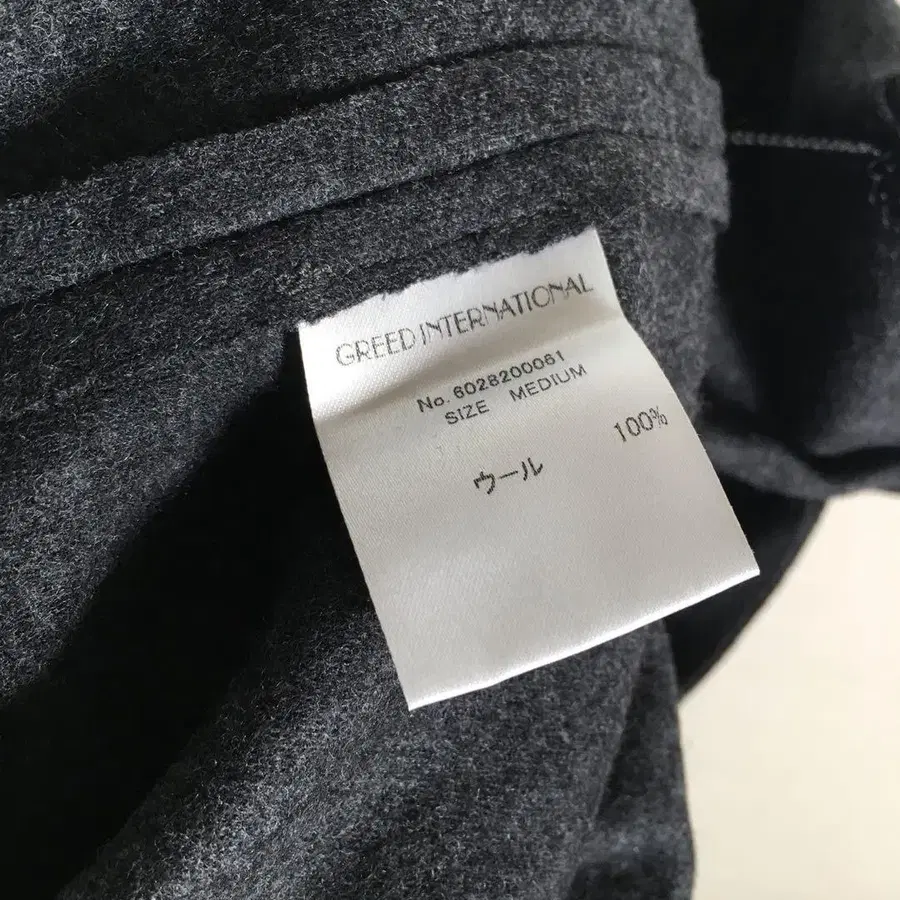 GREED INTERNATIONAL
No. 6028200061
SIZE MEDIUM
ウール 100%